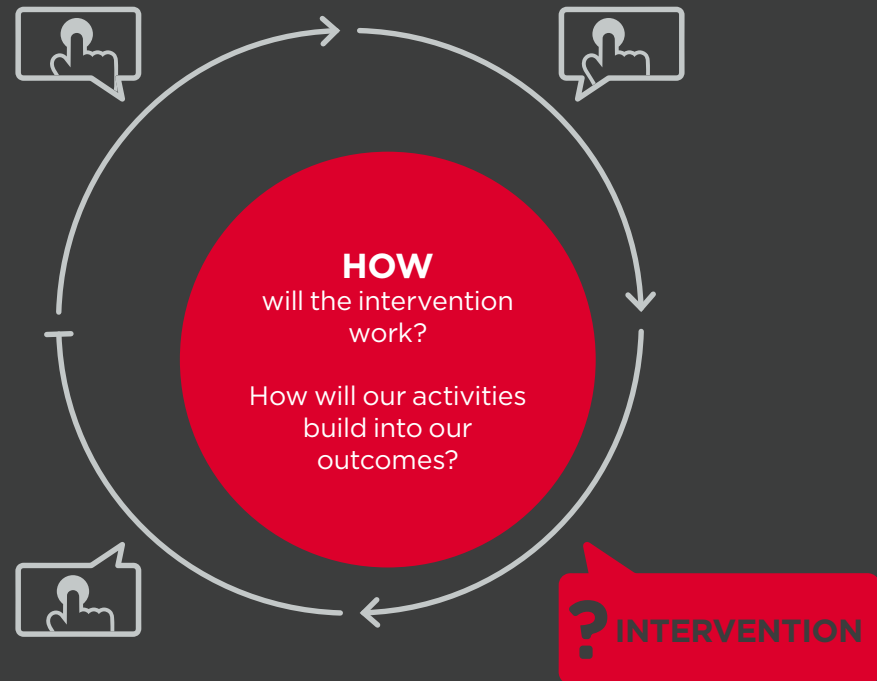 HOW
will the intervention
work?
How will our activities
build into our
outcomes?
? INTERVENTION